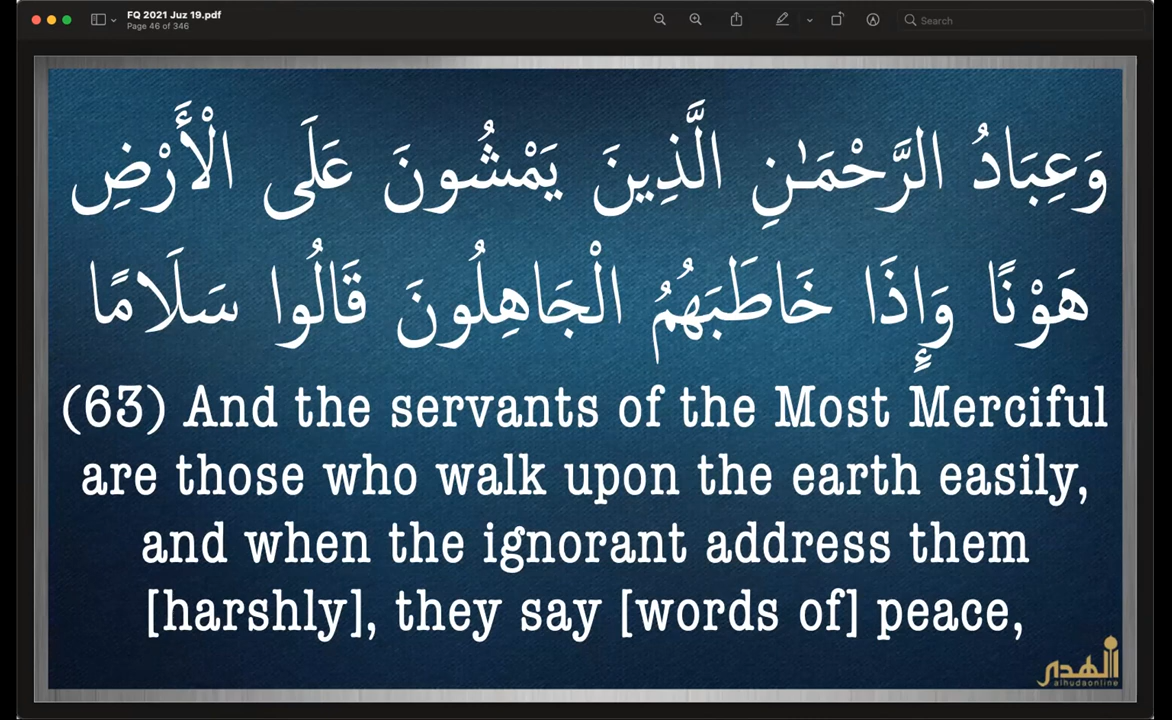 FQ 2021 Juz 19.pdf
Page 46 of 346
Search
وَعِبَادُ الرَّحْمَـٰنِ الَّذِينَ يَمْشُونَ عَلَى الْأَرْضِ
هَوْنًا وَإِذَا خَاطَبَهُمُ الْجَاهِلُونَ قَالُوا سَلَامًا
(63) And the servants of the Most Merciful
are those who walk upon the earth easily,
and when the ignorant address them
[harshly], they say [words of] peace,
الهدى
alhudaonline